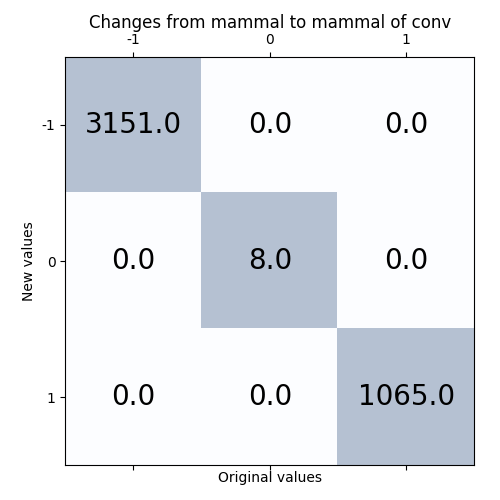 Changes from mammal to mammal of conv
-1 0 1
-1 3151.0 0.0 0.0
0 0.0 8.0 0.0
1 0.0 0.0 1065.0
New values
Original values